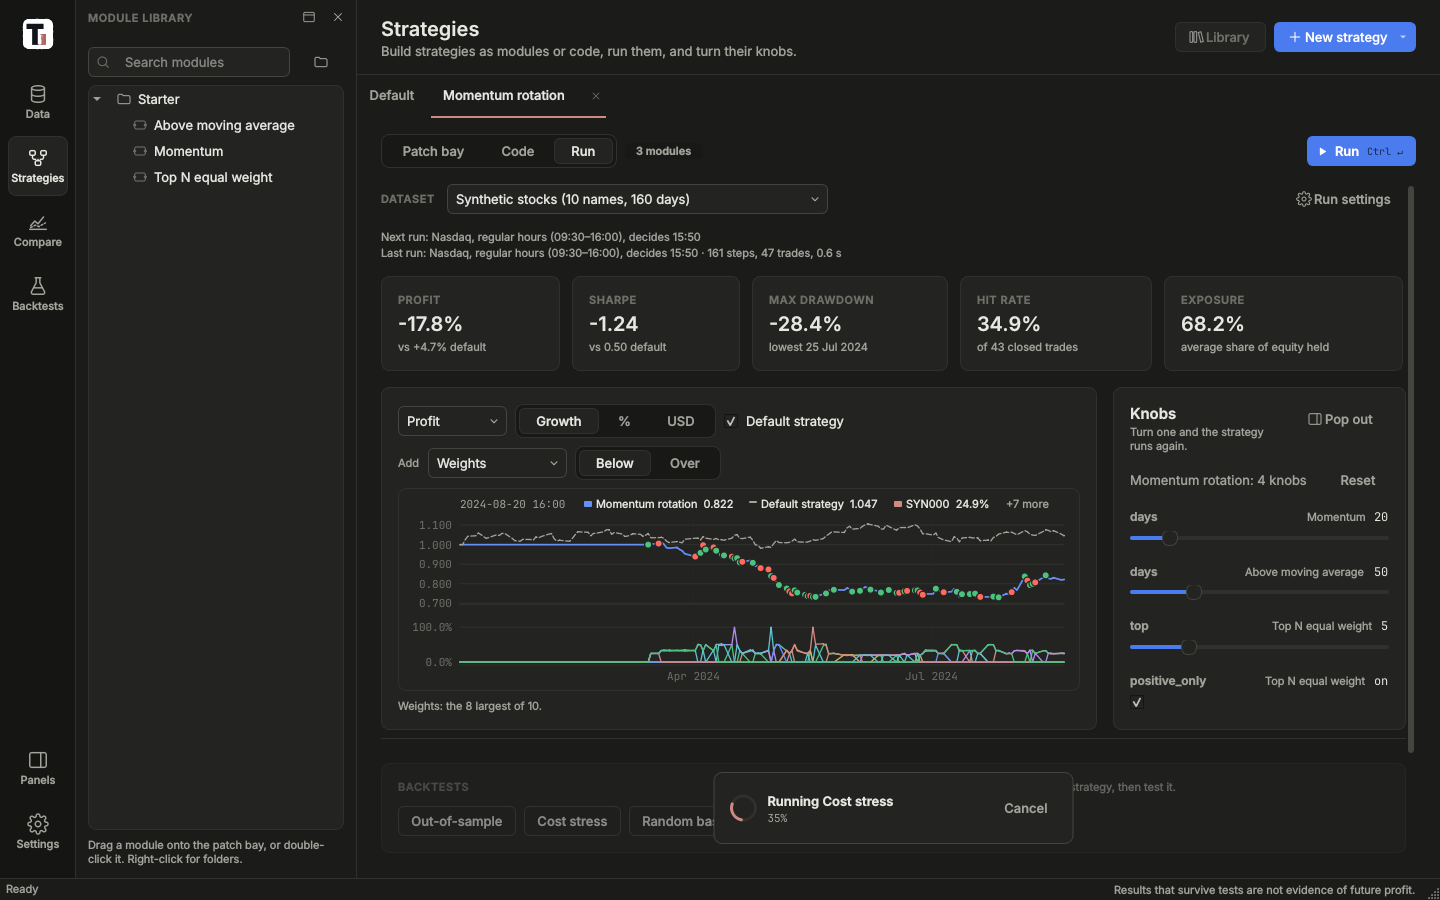 MODULE LIBRARY
Search modules
Starter
Above moving average
Momentum
Top N equal weight
Drag a module onto the patch bay, or double-
click it. Right-click for folders.
Data
Strategies
Compare
Backtests
Panels
Settings
Ready
Strategies
Build strategies as modules or code, run them, and turn their knobs.
Library
New strategy
Default
Momentum rotation
Patch bay
Code
Run
3 modules
Run Ctrl ↵
DATASET
Synthetic stocks (10 names, 160 days)
Run settings
Next run: Nasdaq, regular hours (09:30–16:00), decides 15:50
Last run: Nasdaq, regular hours (09:30–16:00), decides 15:50 · 161 steps, 47 trades, 0.6 s
PROFIT
-17.8%
vs +4.7% default
SHARPE
-1.24
vs 0.50 default
MAX DRAWDOWN
-28.4%
lowest 25 Jul 2024
HIT RATE
34.9%
of 43 closed trades
EXPOSURE
68.2%
average share of equity held
Profit
Growth
%
USD
Default strategy
Add
Weights
Below
Over
2024-08-20 16:00
Momentum rotation 0.822
Default strategy 1.047
SYN000 24.9%
+7 more
1.100
1.000
0.900
0.800
0.700
100.0%
0.0%
Apr 2024
Jul 2024
Weights: the 8 largest of 10.
Knobs
Turn one and the strategy
runs again.
Pop out
Momentum rotation: 4 knobs
Reset
days
Momentum 20
days
Above moving average 50
top
Top N equal weight 5
positive_only
Top N equal weight on
BACKTESTS
strategy, then test it.
Out-of-sample
Cost stress
Random
Running Cost stress
35%
Cancel
Results that survive tests are not evidence of future profit.